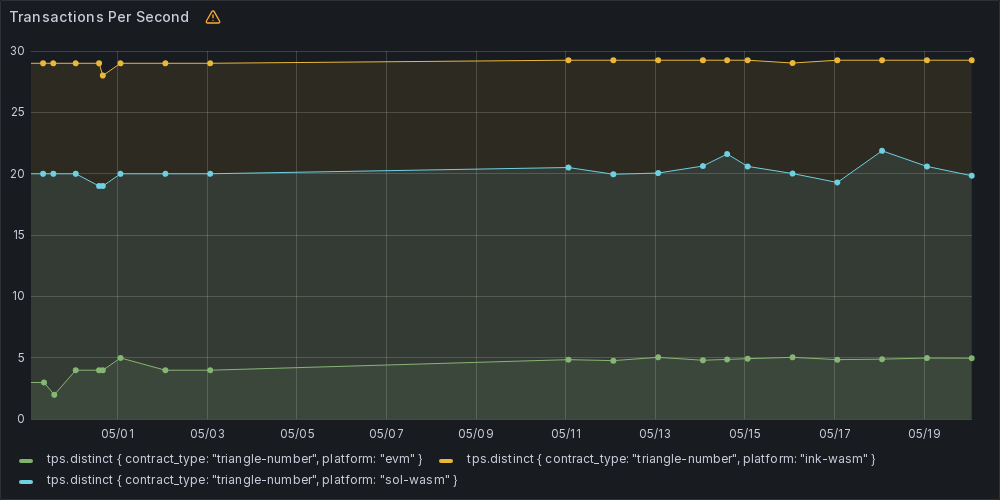 Transactions Per Second
30
25
20
15
10
5
0
05/01 05/03 05/05 05/07 05/09 05/11 05/13 05/15 05/17 05/19
tps.distinct { contract_type: "triangle-number", platform: "evm" } tps.distinct { contract_type: "triangle-number", platform: "ink-wasm" }
tps.distinct { contract_type: "triangle-number", platform: "sol-wasm" }